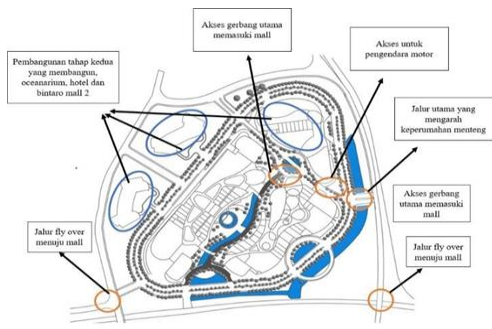 Akses gerbang utama
memasuki mall
Akses untuk
pengendara motor
Pembangunan tahap kedua
yang membangun,
oceanarium, hotel dan
bintaro mall 2
Jalur utama yang
mengarah
keperumahan menteng
Akses gerbang
utama memasuki
mall
Jalur fly over
menuju mall
Jalur fly over
menuju mall